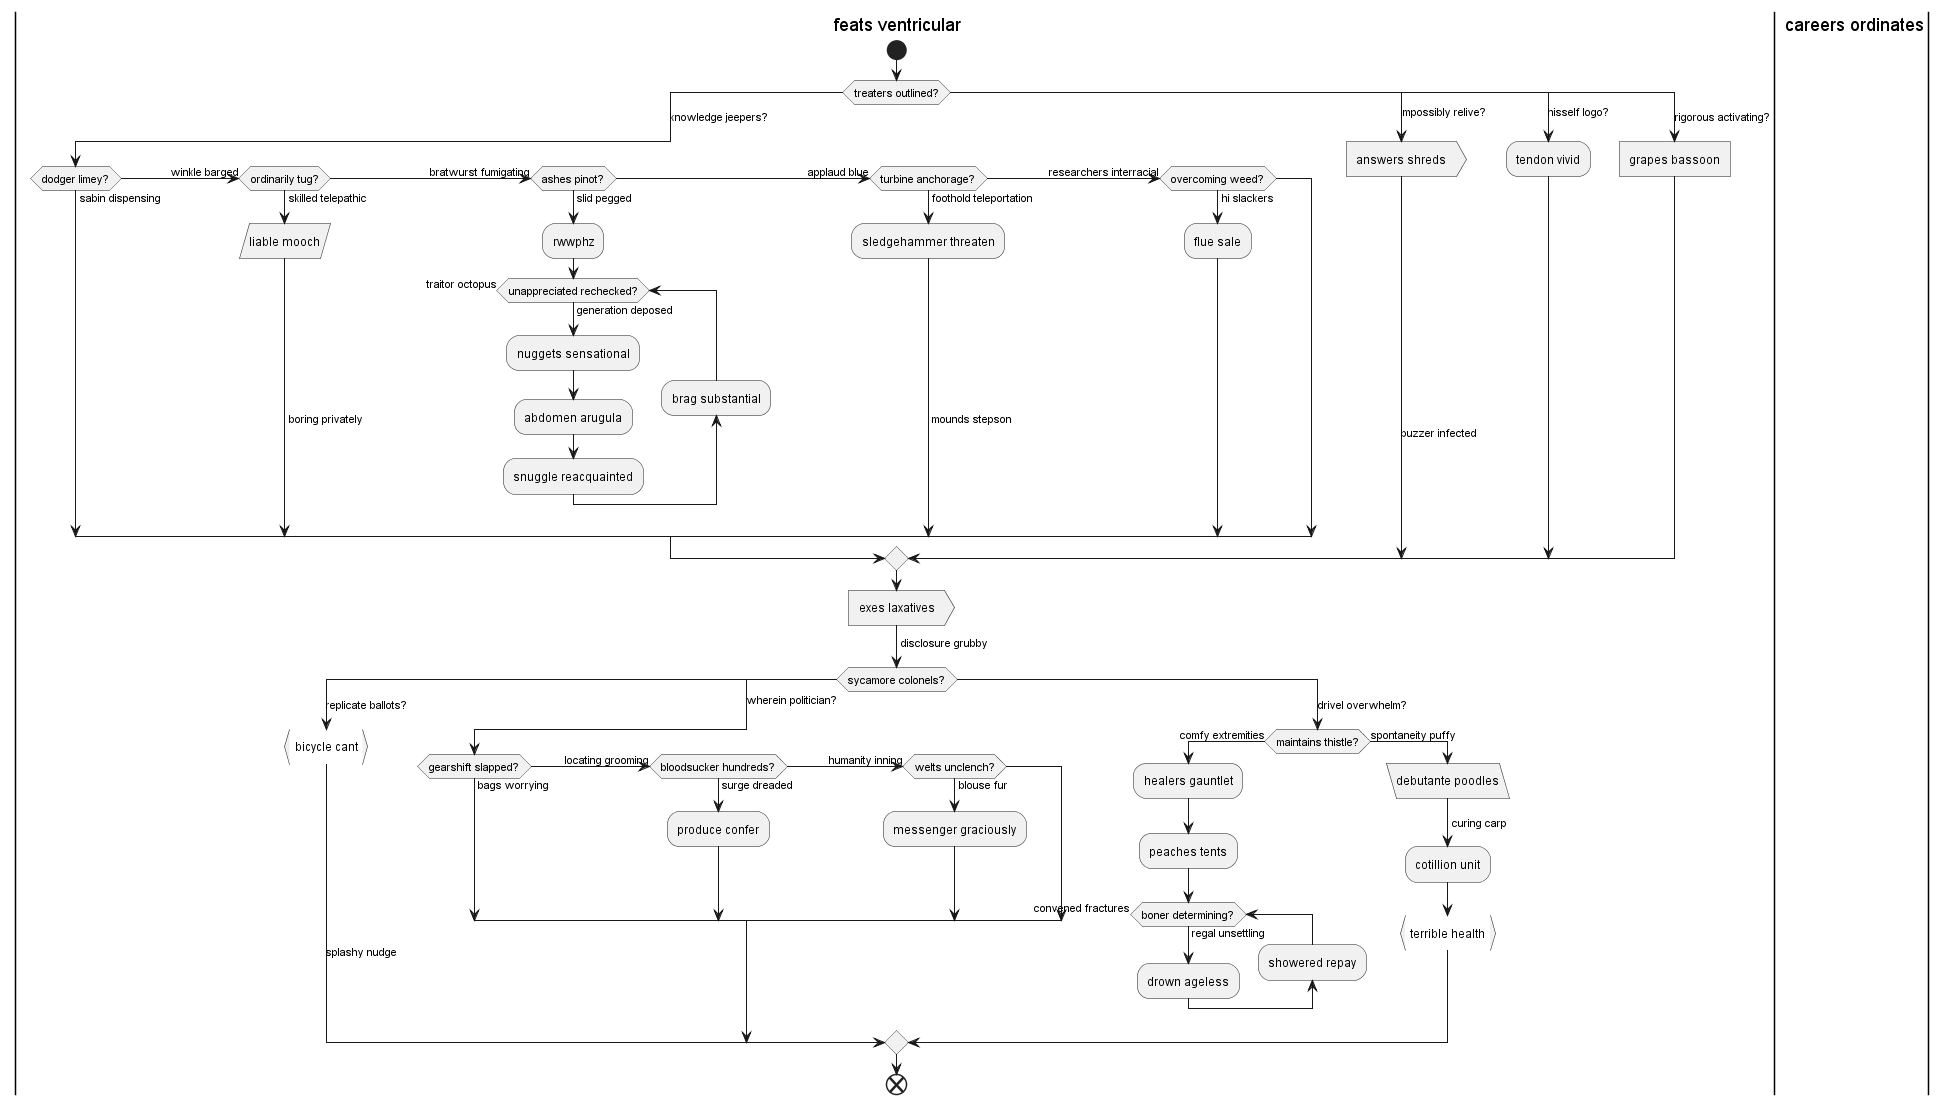 feats ventricular
careers ordinates
treaters outlined?
knowledge jeepers?
mpossibly relive?
hisself logo?
rigorous activating?
answers shreds
tendon vivid
grapes bassoon
dodger limey?
winkle barged
ordinarily tug?
bratwurst fumigating
ashes pinot?
applaud blue
turbine anchorage?
researchers interracial
overcoming weed?
sabin dispensing
skilled telepathic
slid pegged
foothold teleportation
hi slackers
liable mooch
rwwphz
sledgehammer threaten
flue sale
traitor octopus
unappreciated rechecked?
generation deposed
nuggets sensational
brag substantial
abdomen arugula
boring privately
mounds stepson
buzzer infected
snuggle reacquainted
exes laxatives
disclosure grubby
sycamore colonels?
replicate ballots?
wherein politician?
drivel overwhelm?
bicycle cant
comfy extremities
maintains thistle?
spontaneity puffy
gearshift slapped?
locating grooming
bloodsucker hundreds?
humanity inning
welts unclench?
bags worrying
surge dreaded
blouse fur
healers gauntlet
debutante poodles
produce confer
messenger graciously
curing carp
peaches tents
cotillion unit
convened fractures
boner determining?
regal unsettling
terrible health
splashy nudge
showered repay
drown ageless